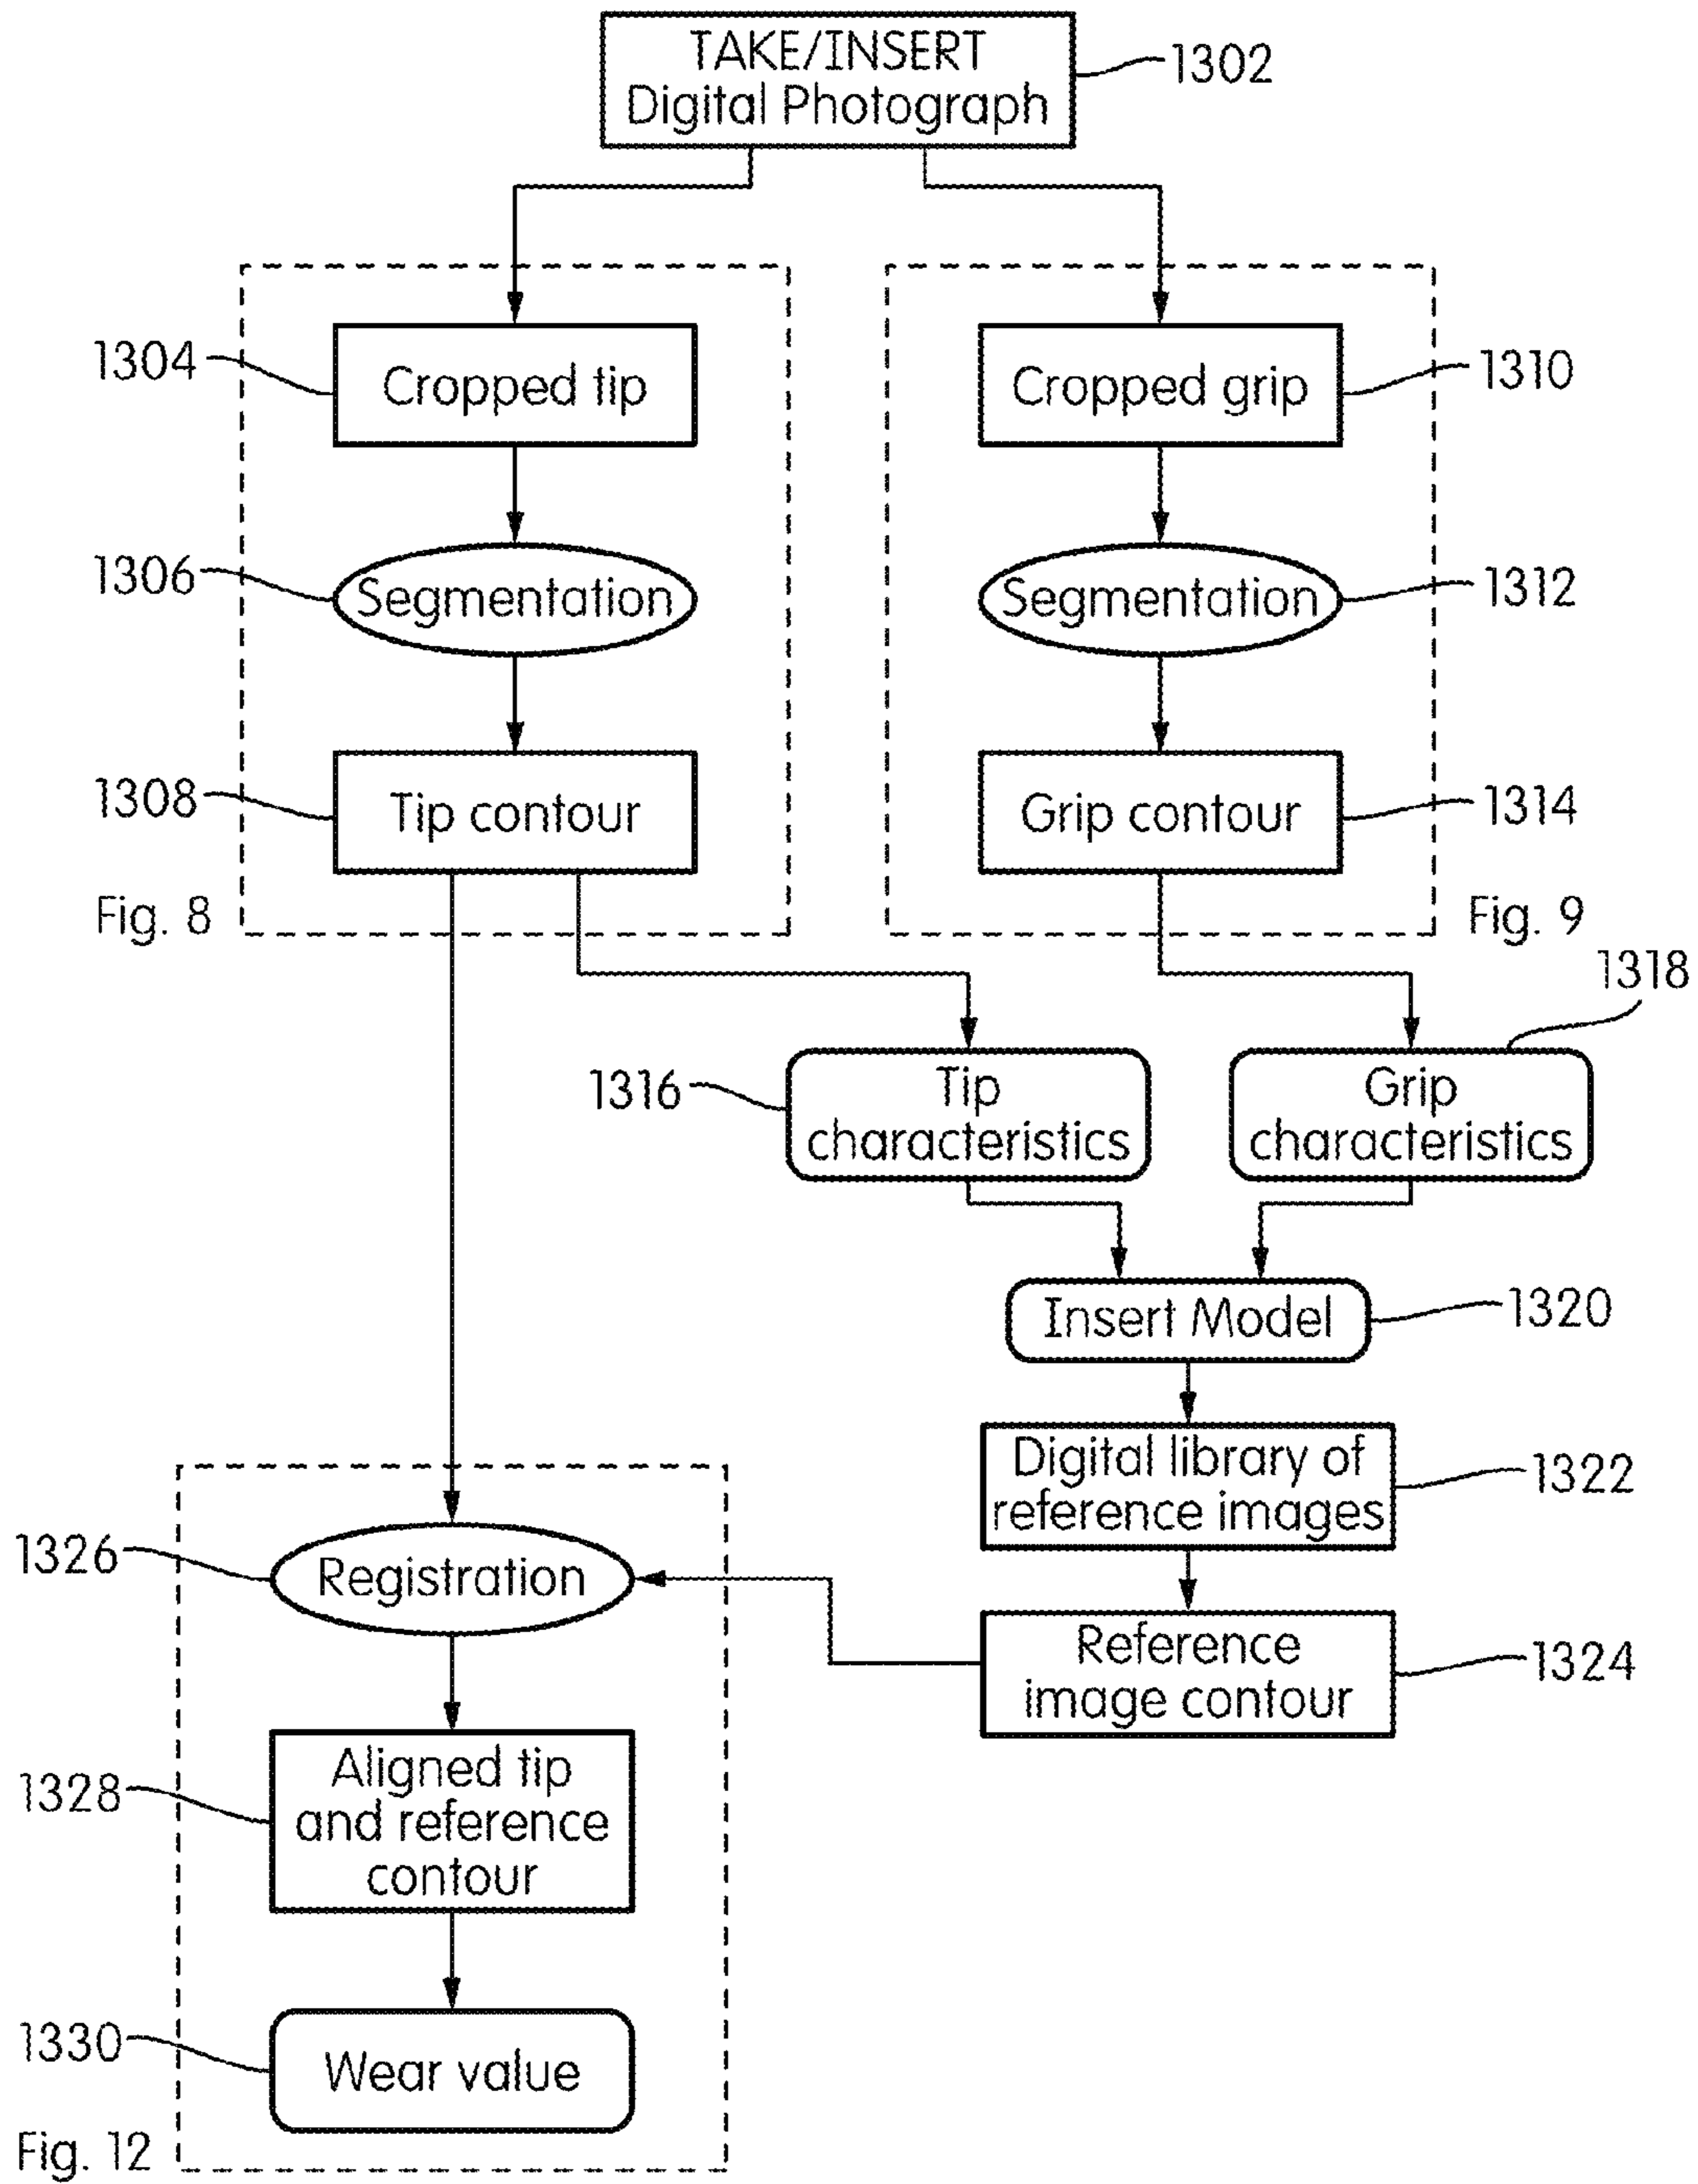 TAKE/INSERT
Digital Photograph
1302
1304
Cropped tip
Cropped grip
1310
1306
Segmentation
Segmentation
1312
1308
Tip contour
Grip contour
1314
Fig. 8
Fig. 9
1318
1316
Tip
characteristics
Grip
characteristics
Insert Model
1320
Digital library of
reference images
1322
1326
Registration
Reference
image contour
1324
1328
Aligned tip
and reference
contour
1330
Wear value
Fig. 12